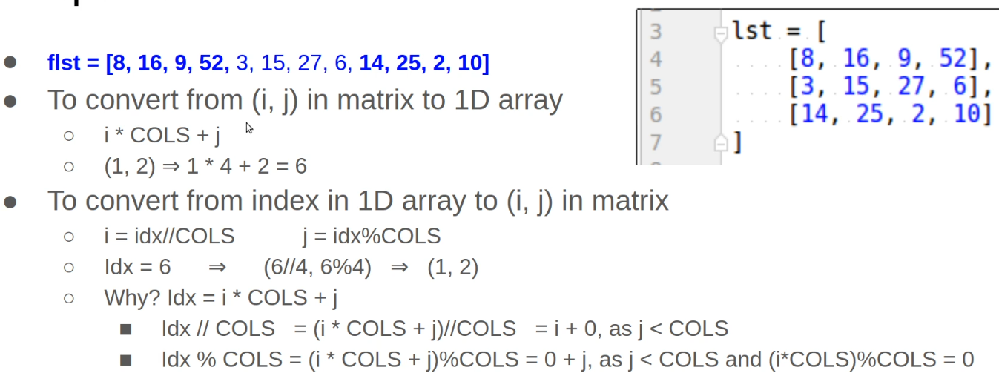 flst = [8, 16, 9, 52, 3, 15, 27, 6, 14, 25, 2, 10]
To convert from (i, j) in matrix to 1D array
i * COLS + j
(1, 2) ⇒ 1 * 4 + 2 = 6
To convert from index in 1D array to (i, j) in matrix
i = idx//COLS j = idx%COLS
Idx = 6 ⇒ (6//4, 6%4) ⇒ (1, 2)
Why? Idx = i * COLS + j
Idx // COLS = (i * COLS + j)//COLS = i + 0, as j < COLS
Idx % COLS = (i * COLS + j)%COLS = 0 + j, as j < COLS and (i*COLS)%COLS = 0
3 lst = [
4 [8, 16, 9, 52],
5 [3, 15, 27, 6],
6 [14, 25, 2, 10]
7 ]